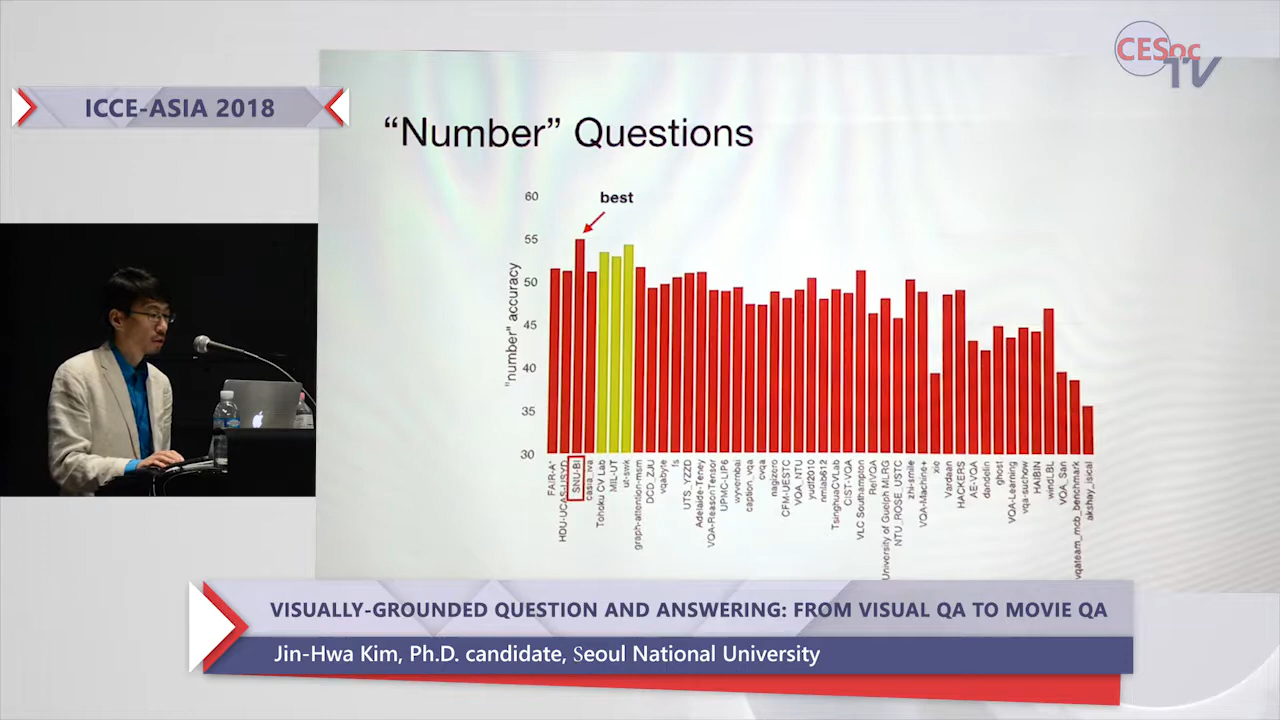 CESoc
TV
ICCE-ASIA 2018
“Number” Questions
best
"number" accuracy
60
55
50
45
40
35
30
FAIR-A*
HDU-UCAS-USYD
SNU-BI
casia_iva
Tohoku CV Lab
MIL-UT
ut-swk
graph-attention-msm
DCD_ZJU
vqabyte
fs
UTS_YZZD
Adelaide-Teney
VQA-ReasonTensor
UPMC-LIP6
wyvernbai
caption_vqa
cvqa
nagizero
CFM-UESTC
VQA_NTU
yudf2010
nmlab612
TsinghuaCVLab
CIST-VQA
VLC Southampton
ReIVQA
University of Guelph MLRG
NTU_ROSE_USTC
zhi-smile
VQA-Machine+
xie
Vardaan
HACKERS
AE-VQA
dandelin
ghost
VQA-Learning
vqa-suchow
HAIBIN
windLBL
VQA_San
vqateam_mcb_benchmark
akshay_isical
VISUALLY-GROUNDED QUESTION AND ANSWERING: FROM VISUAL QA TO MOVIE QA
Jin-Hwa Kim, Ph.D. candidate, Seoul National University